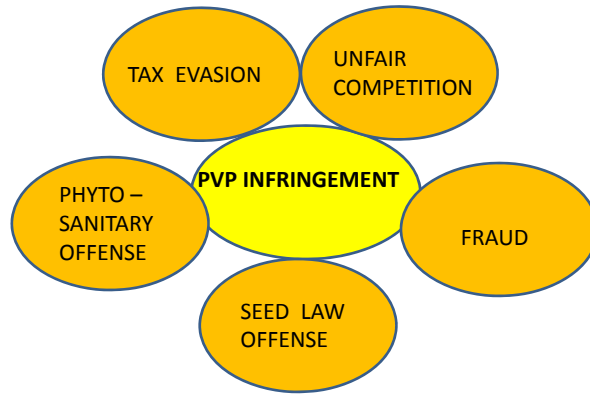 TAX EVASION
UNFAIR
COMPETITION
PVP INFRINGEMENT
PHYTO –
SANITARY
OFFENSE
FRAUD
SEED LAW
OFFENSE